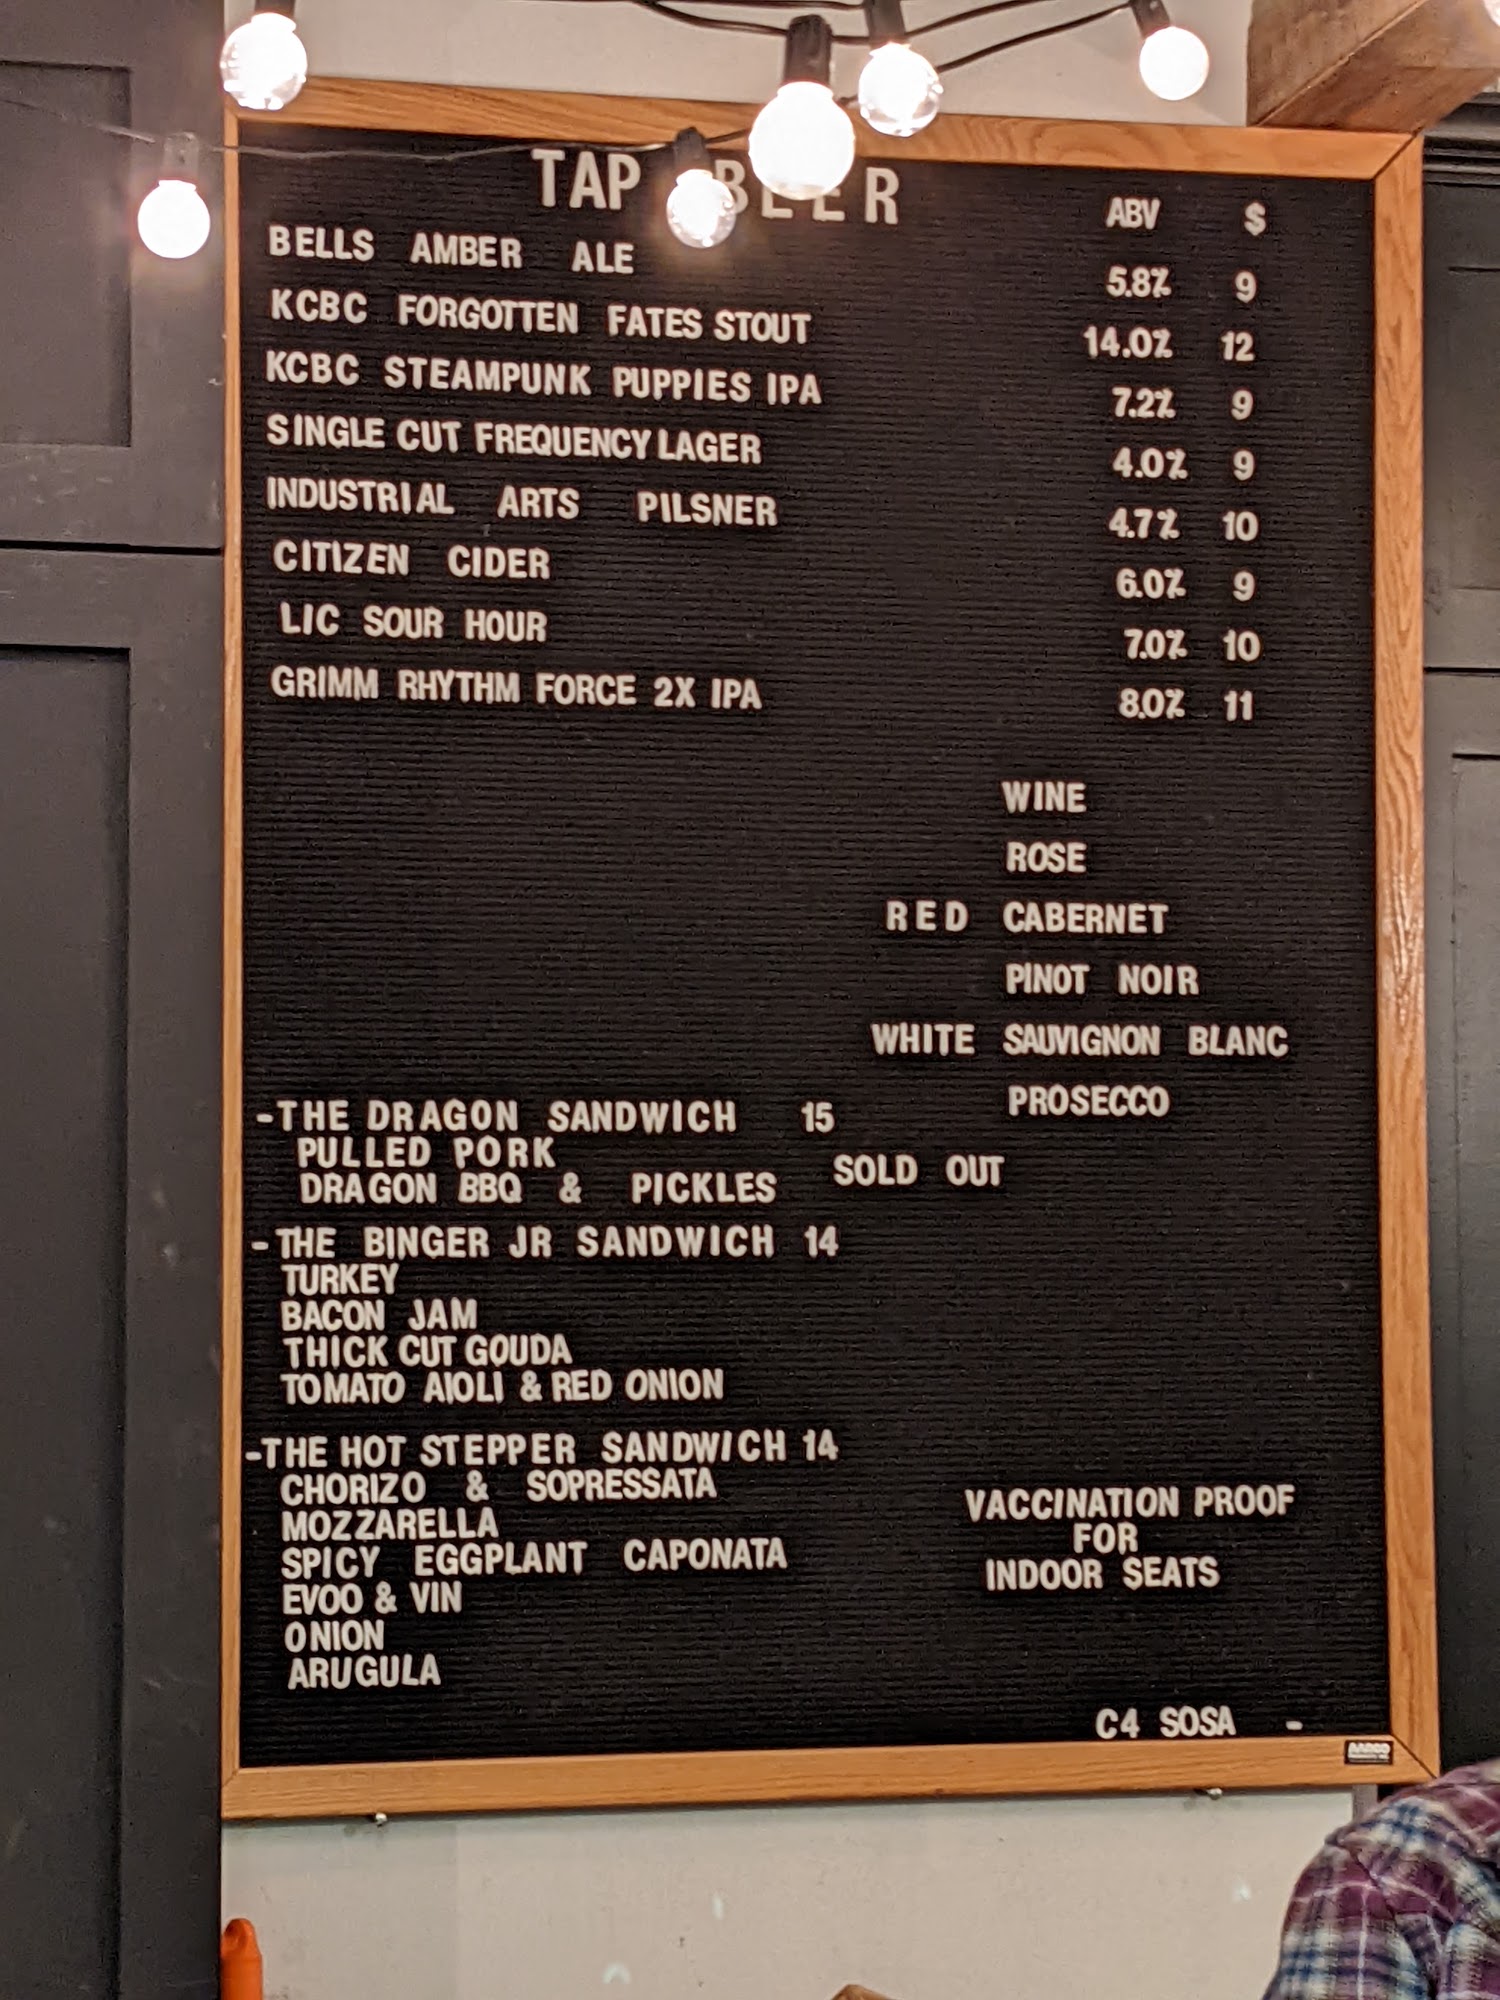 TAP BEER
ABV $
BELLS AMBER ALE 5.8% 9
KCBC FORGOTTEN FATES STOUT 14.0% 12
KCBC STEAMPUNK PUPPIES IPA 7.2% 9
SINGLE CUT FREQUENCY LAGER 4.0% 9
INDUSTRIAL ARTS PILSNER 4.7% 10
CITIZEN CIDER 6.0% 9
LIC SOUR HOUR 7.0% 10
GRIMM RHYTHM FORCE 2X IPA 8.0% 11
WINE
ROSE
RED CABERNET
PINOT NOIR
WHITE SAUVIGNON BLANC
PROSECCO
-THE DRAGON SANDWICH 15
PULLED PORK
DRAGON BBQ & PICKLES
SOLD OUT
-THE BINGER JR SANDWICH 14
TURKEY
BACON JAM
THICK CUT GOUDA
TOMATO AIOLI & RED ONION
-THE HOT STEPPER SANDWICH 14
CHORIZO & SOPRESSATA
MOZZARELLA
SPICY EGGPLANT CAPONATA
EVOO & VIN
ONION
ARUGULA
VACCINATION PROOF
FOR
INDOOR SEATS
C4 SOSA -